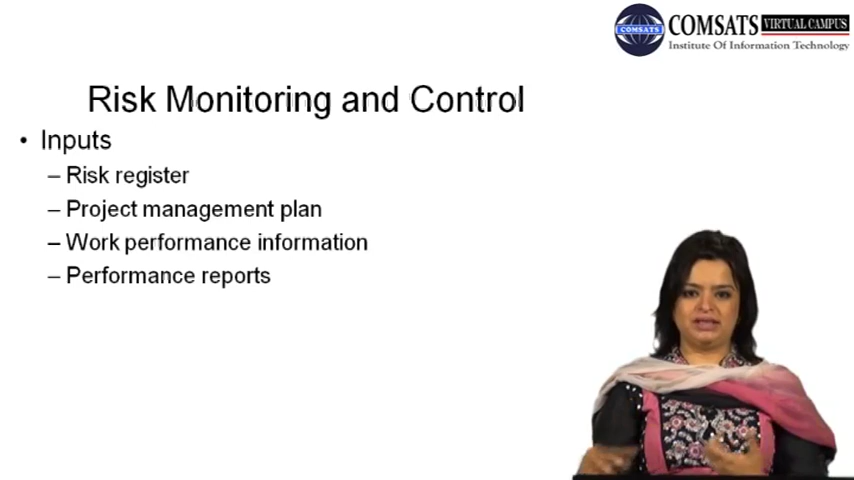 COMSATS VIRTUAL CAMPUS
COMSATS
Institute Of Information Technology
Risk Monitoring and Control
• Inputs
– Risk register
– Project management plan
– Work performance information
– Performance reports